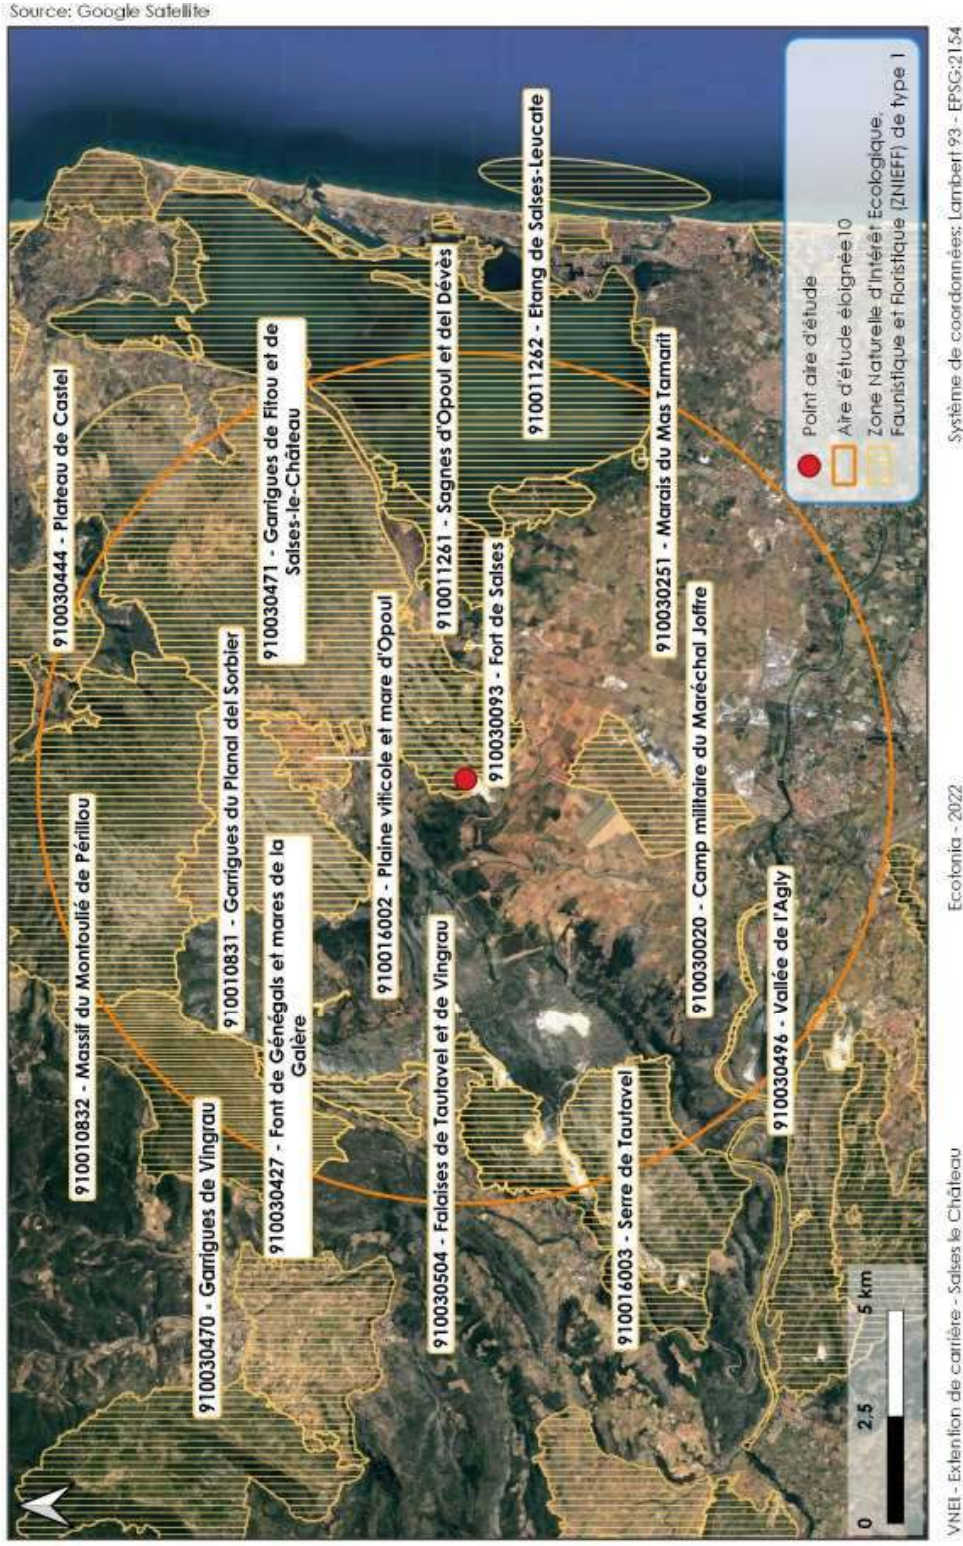 Source: Google Satellite
910030444 - Plateau de Castel
910010832 - Massif du Montoullé de Périllou
910030471 - Garrigues de Fitou et de
Salses-le-Château
910010831 - Garrigues du Planal del Sorbier
910030470 - Garrigues de Vingrau
910030427 - Font de Génégals et mares de la
Galère
910016002 - Plaine viticole et mare d'Opoul
910011261 - Sagnes d'Opoul et del Dévès
910030504 - Falaises de Tautavel et de Vingrau
910030093 - Fort de Salses
910011262 - Etang de Salses-Leucate
910016003 - Serre de Tautavel
910030251 - Marais du Mas Tamarit
910030020 - Camp militaire du Maréchal Joffre
910030496 - Vallée de l'Agly
Point aire d'étude
Aire d'étude éloignée10
Zone Naturelle d'Intérêt Ecologique,
Faunistique et Floristique (ZNIEFF) de type 1
0 2,5 5 km
VNEI - Extention de carrière - Salses le Château
Ecotonia - 2022
Système de coordonnées: Lambert 93 - EPSG:2154